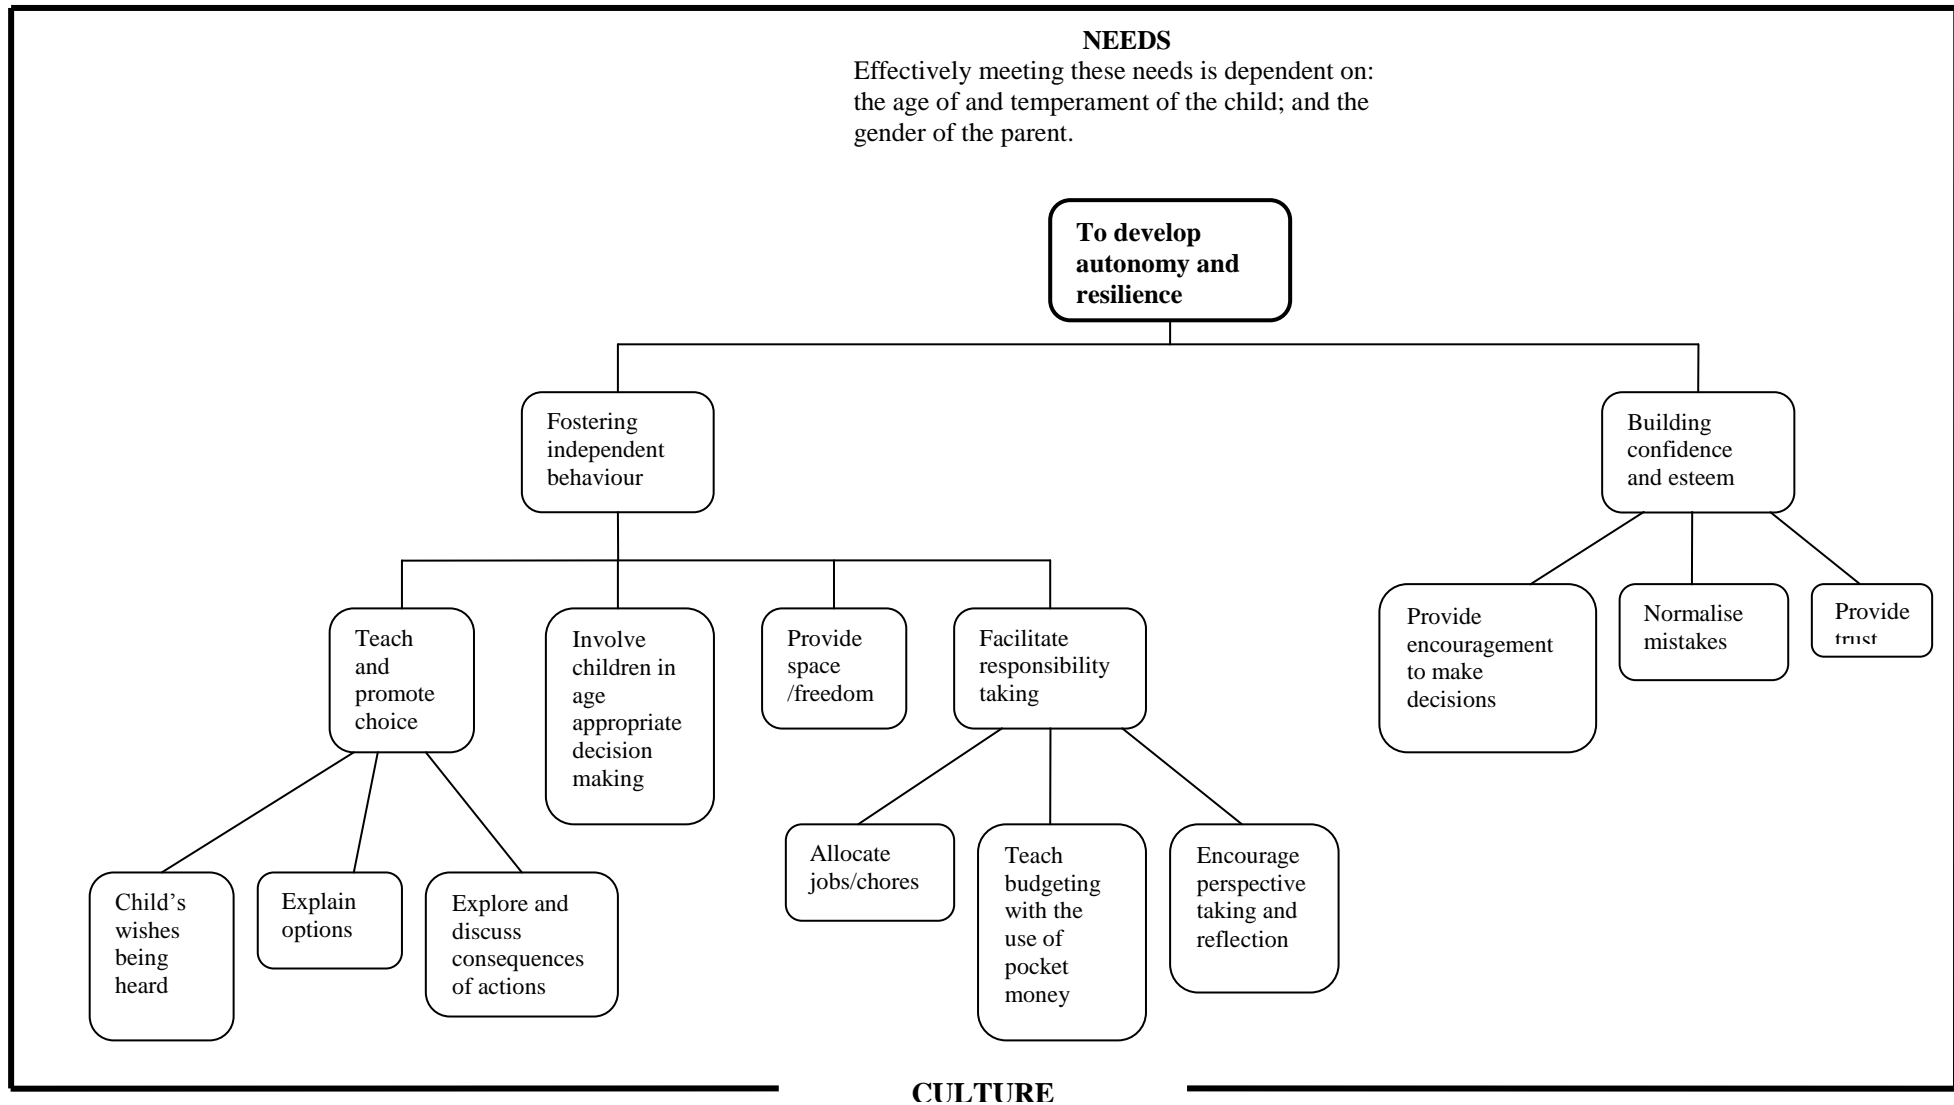 NEEDS
Effectively meeting these needs is dependent on:
the age of and temperament of the child; and the
gender of the parent.
To develop
autonomy and
resilience
Fostering
independent
behaviour
Building
confidence
and esteem
Teach
and
promote
choice
Involve
children in
age
appropriate
decision
making
Provide
space
/freedom
Facilitate
responsibility
taking
Provide
encouragement
to make
decisions
Normalise
mistakes
Provide
trust
Child’s
wishes
being
heard
Explain
options
Explore and
discuss
consequences
of actions
Allocate
jobs/chores
Teach
budgeting
with the
use of
pocket
money
Encourage
perspective
taking and
reflection
CULTURE